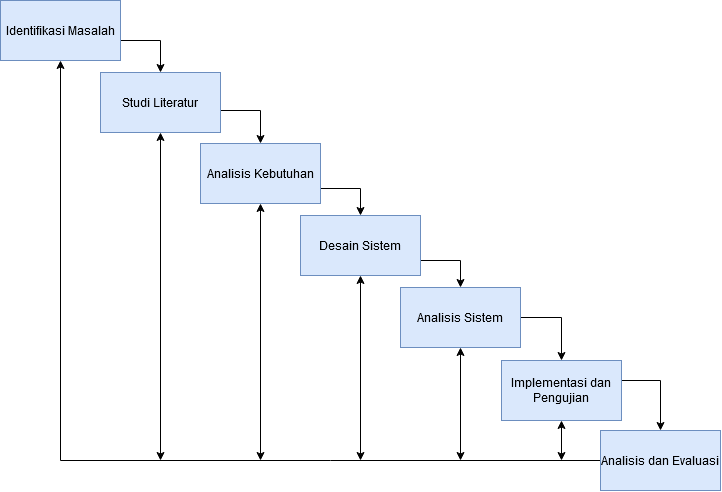 Identifikasi Masalah
Studi Literatur
Analisis Kebutuhan
Desain Sistem
Analisis Sistem
Implementasi dan
Pengujian
Analisis dan Evaluasi